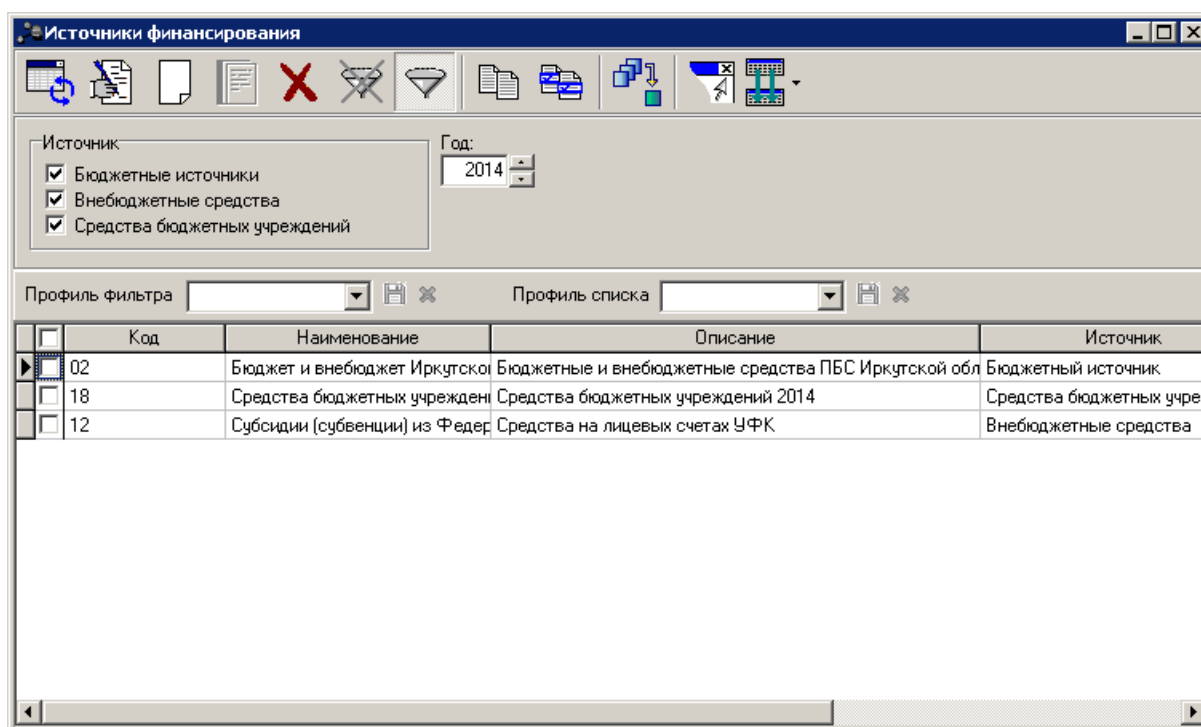 Источники финансирования
Источник
Год:
Бюджетные источники
2014
Внебюджетные средства
Средства бюджетных учреждений
Профиль фильтра Профиль списка
Код Наименование Описание Источник
02 Бюджет и внебюджет Иркутской Бюджетные и внебюджетные средства ПБС Иркутской обл Бюджетный источник
18 Средства бюджетных учреждени Средства бюджетных учреждений 2014 Средства бюджетных учре
12 Субсидии (субвенции) из Федер Средства на лицевых счетах УФК Внебюджетные средства